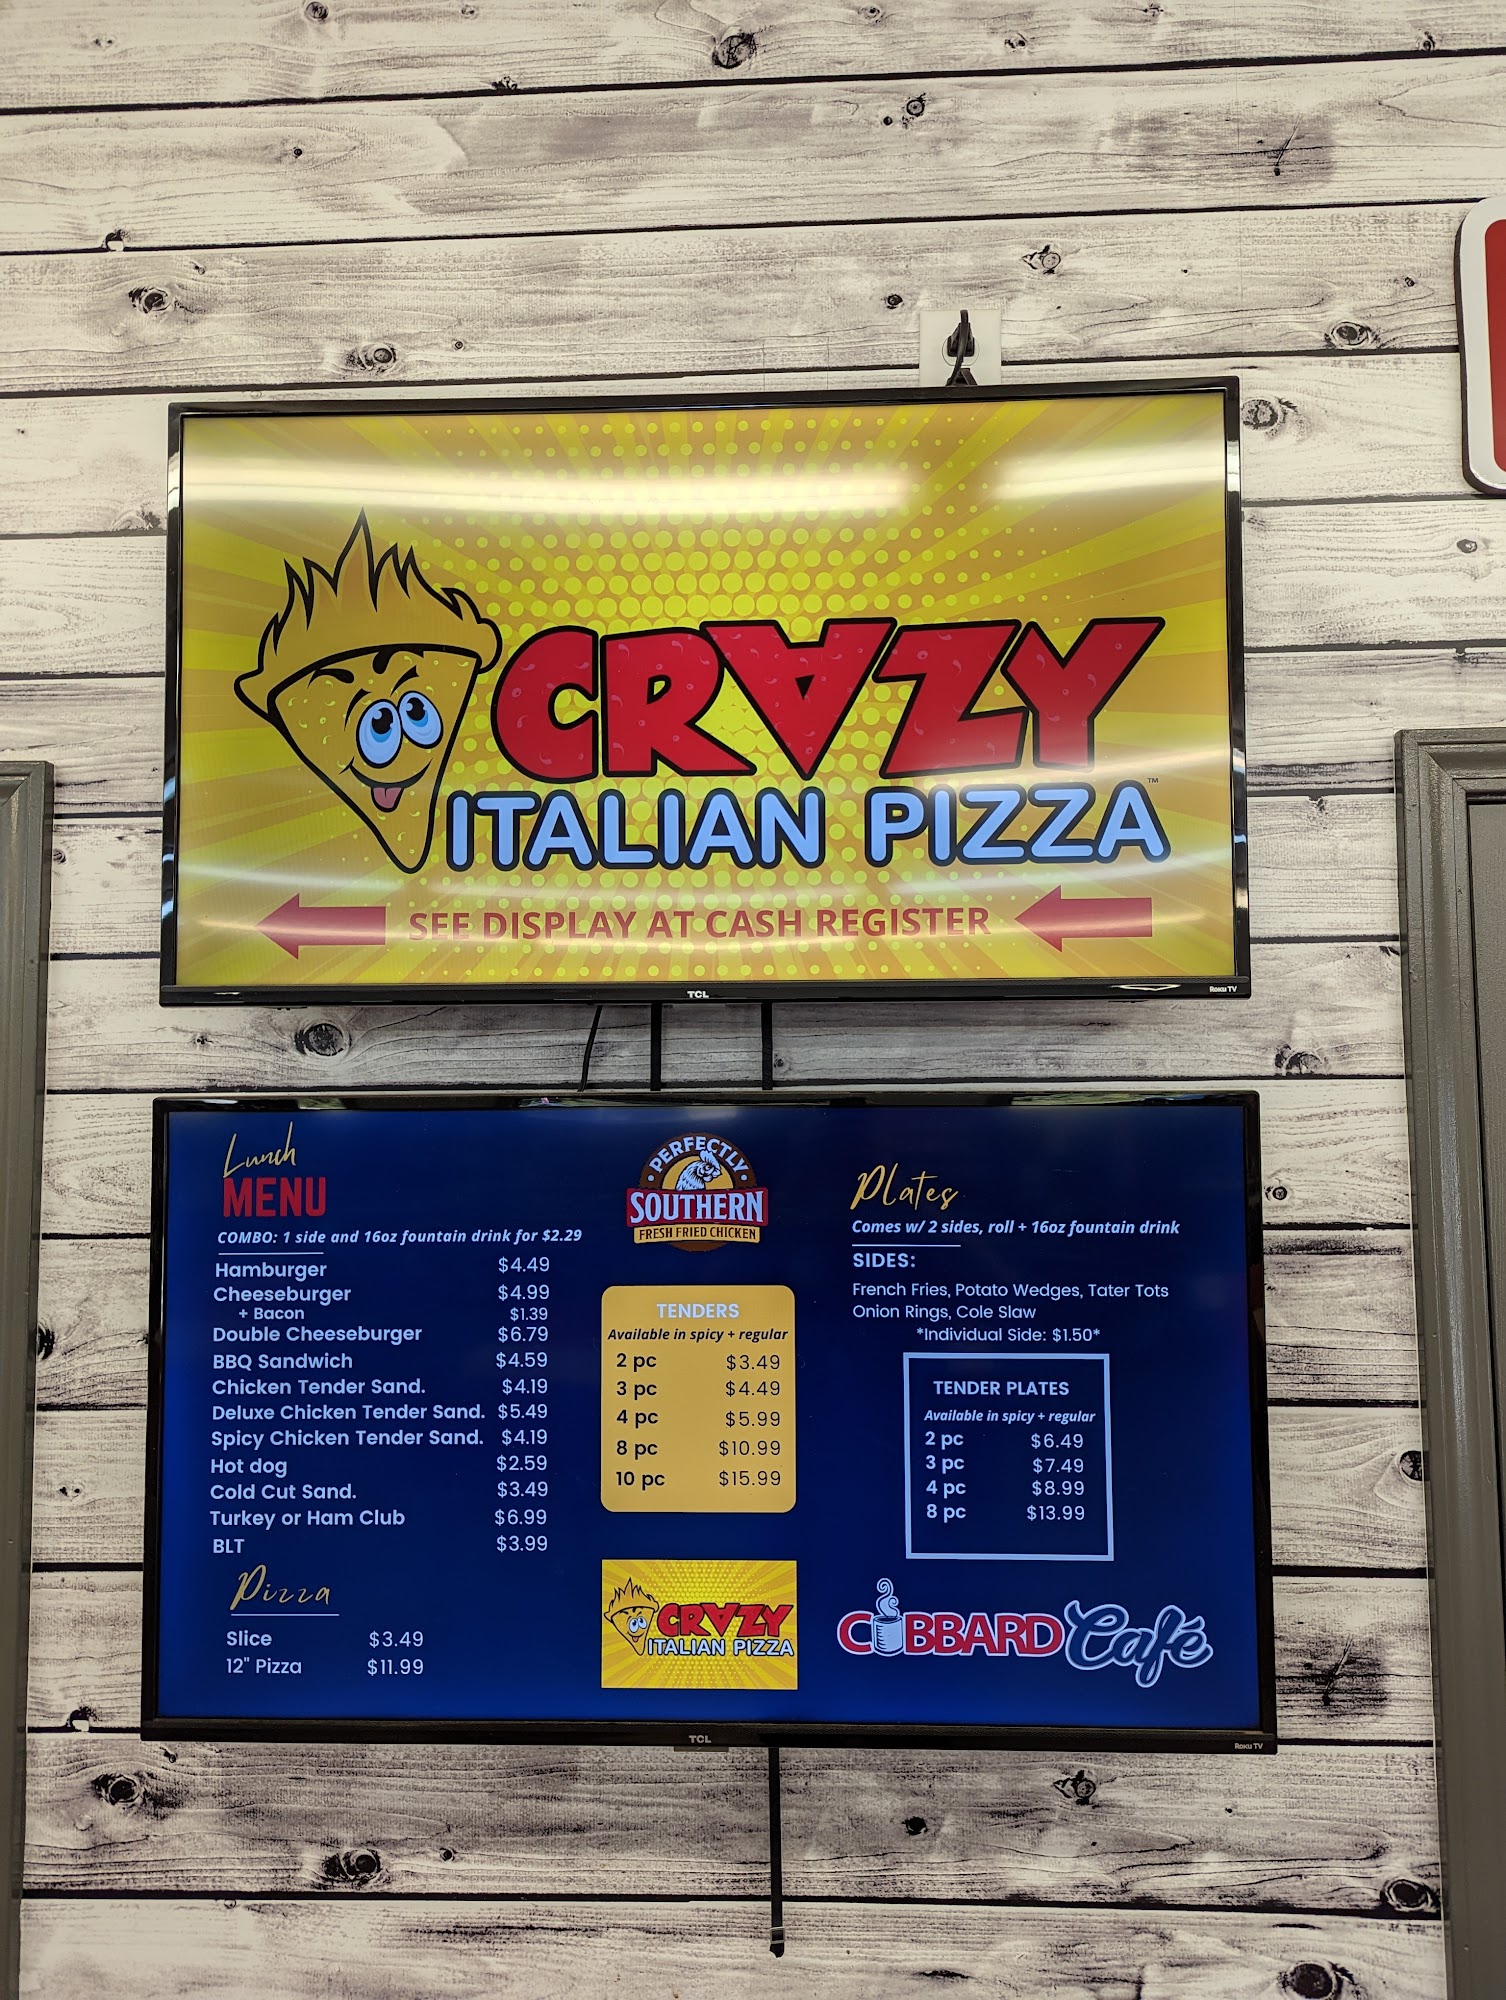 CRAZY
ITALIAN PIZZA
™
SEE DISPLAY AT CASH REGISTER
TCL
Roku TV
Lunch
MENU
COMBO: 1 side and 16oz fountain drink for $2.29
Hamburger $4.49
Cheeseburger $4.99
+ Bacon $1.39
Double Cheeseburger $6.79
BBQ Sandwich $4.59
Chicken Tender Sand. $4.19
Deluxe Chicken Tender Sand. $5.49
Spicy Chicken Tender Sand. $4.19
Hot dog $2.59
Cold Cut Sand. $3.49
Turkey or Ham Club $6.99
BLT $3.99
Pizza
Slice $3.49
12" Pizza $11.99
PERFECTLY
SOUTHERN
FRESH FRIED CHICKEN
TENDERS
Available in spicy + regular
2 pc $3.49
3 pc $4.49
4 pc $5.99
8 pc $10.99
10 pc $15.99
CRAZY
ITALIAN PIZZA
Plates
Comes w/ 2 sides, roll + 16oz fountain drink
SIDES:
French Fries, Potato Wedges, Tater Tots
Onion Rings, Cole Slaw
*Individual Side: $1.50*
TENDER PLATES
Available in spicy + regular
2 pc $6.49
3 pc $7.49
4 pc $8.99
8 pc $13.99
CUBBARD Café
TCL
Roku TV